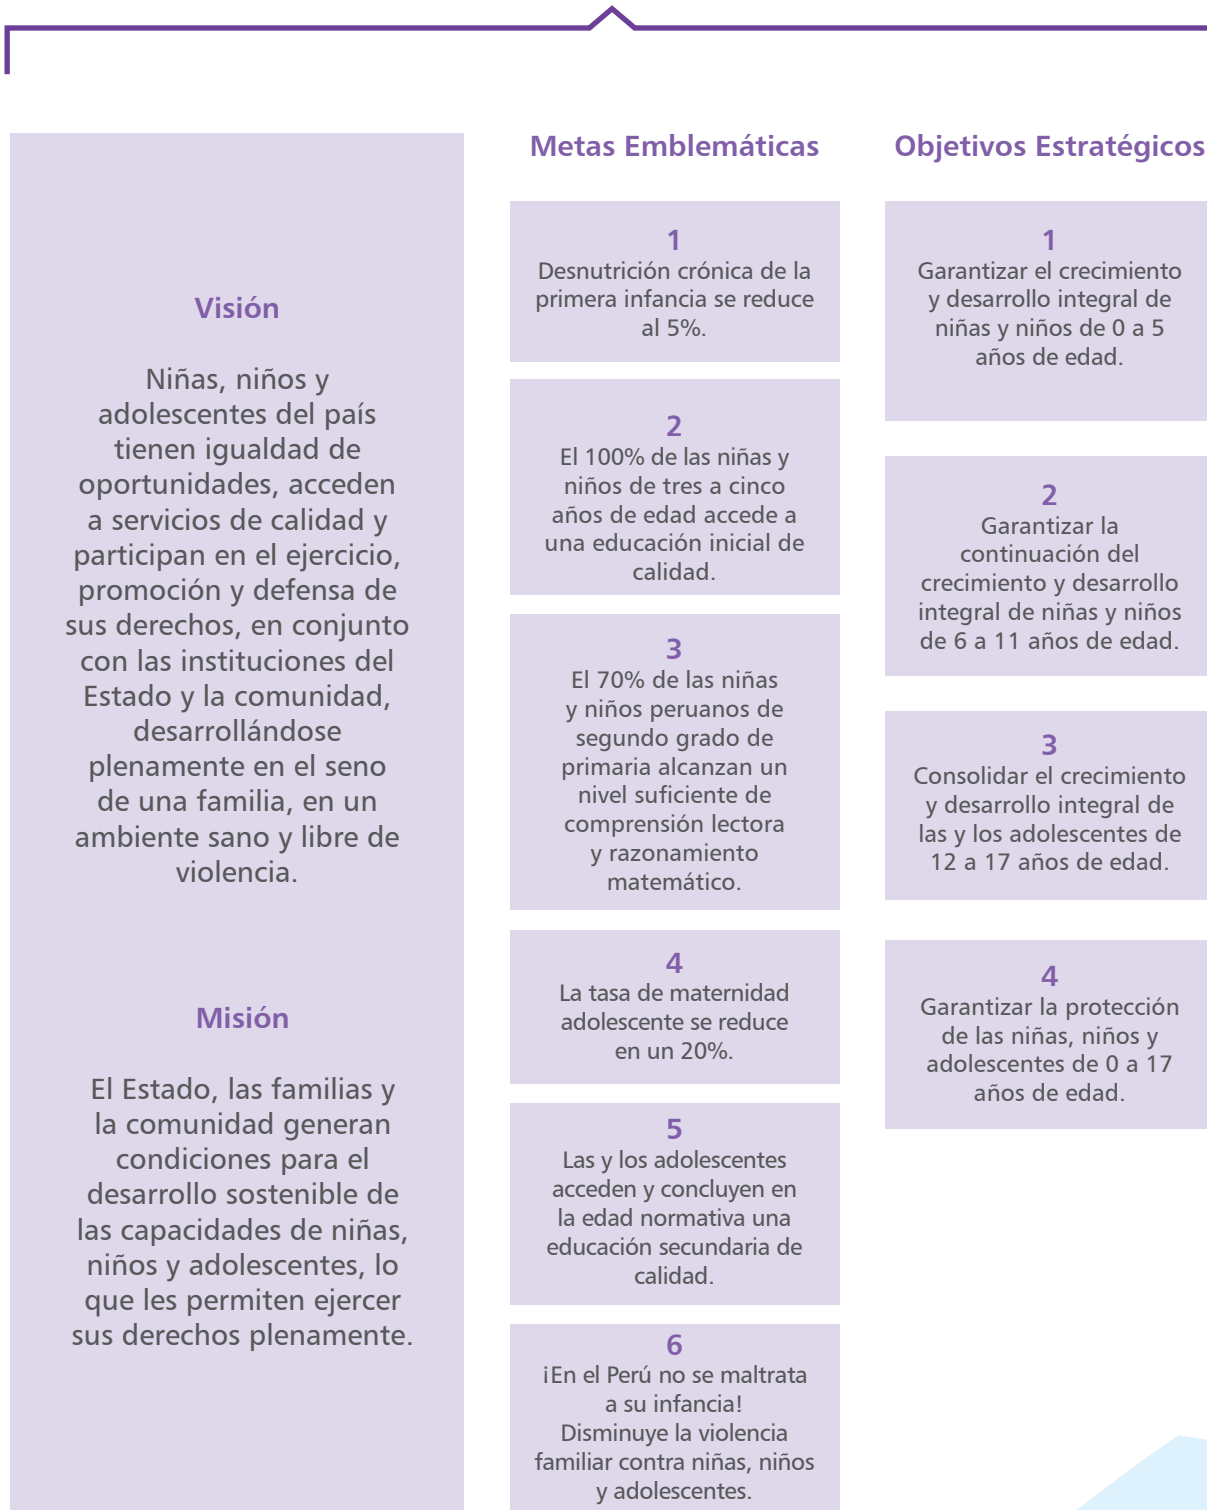 Visión
Niñas, niños y
adolescentes del país
tienen igualdad de
oportunidades, acceden
a servicios de calidad y
participan en el ejercicio,
promoción y defensa de
sus derechos, en conjunto
con las instituciones del
Estado y la comunidad,
desarrollándose
plenamente en el seno
de una familia, en un
ambiente sano y libre de
violencia.
Misión
El Estado, las familias y
la comunidad generan
condiciones para el
desarrollo sostenible de
las capacidades de niñas,
niños y adolescentes, lo
que les permiten ejercer
sus derechos plenamente.
Metas Emblemáticas
1
Desnutrición crónica de la
primera infancia se reduce
al 5%.
2
El 100% de las niñas y
niños de tres a cinco
años de edad accede a
una educación inicial de
calidad.
3
El 70% de las niñas
y niños peruanos de
segundo grado de
primaria alcanzan un
nivel suficiente de
comprensión lectora
y razonamiento
matemático.
4
La tasa de maternidad
adolescente se reduce
en un 20%.
5
Las y los adolescentes
acceden y concluyen en
la edad normativa una
educación secundaria de
calidad.
6
¡En el Perú no se maltrata
a su infancia!
Disminuye la violencia
familiar contra niñas, niños
y adolescentes.
Objetivos Estratégicos
1
Garantizar el crecimiento
y desarrollo integral de
niñas y niños de 0 a 5
años de edad.
2
Garantizar la
continuación del
crecimiento y desarrollo
integral de niñas y niños
de 6 a 11 años de edad.
3
Consolidar el crecimiento
y desarrollo integral de
las y los adolescentes de
12 a 17 años de edad.
4
Garantizar la protección
de las niñas, niños y
adolescentes de 0 a 17
años de edad.